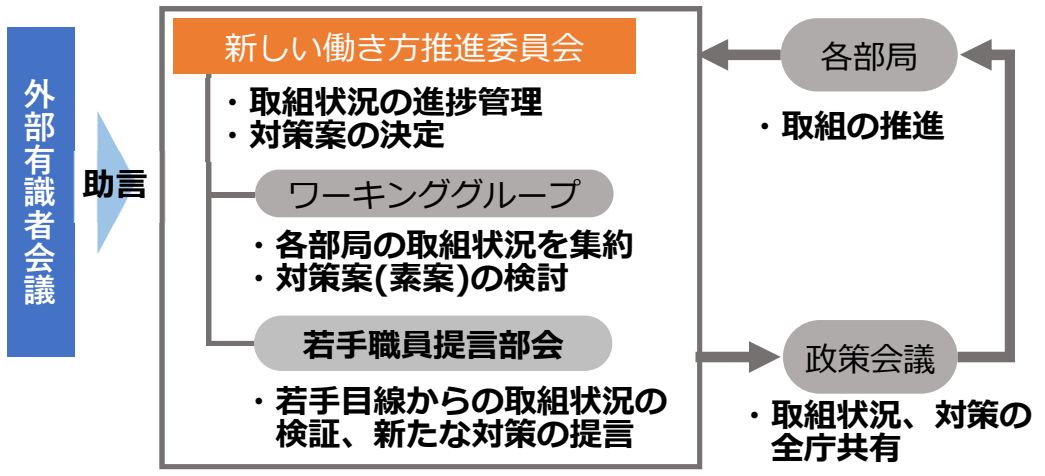 外部有識者会議
助言
新しい働き方推進委員会
・取組状況の進捗管理
・対策案の決定
ワーキンググループ
・各部局の取組状況を集約
・対策案(素案)の検討
若手職員提言部会
・若手目線からの取組状況の
検証、新たな対策の提言
各部局
・取組の推進
政策会議
・取組状況、対策の
全庁共有